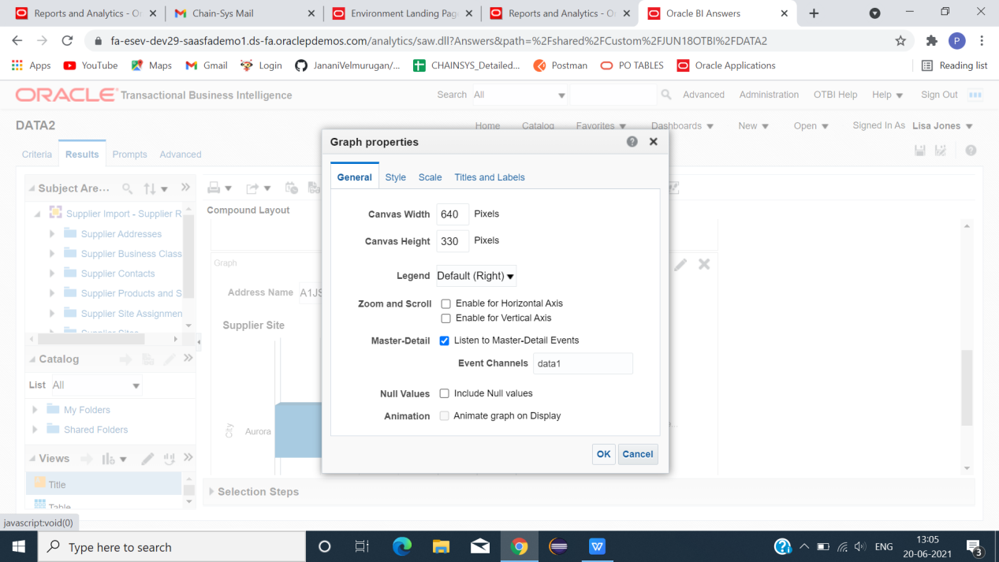 Reports and Analytics - Or
Chain-Sys Mail
Environment Landing Page
Reports and Analytics - Or
Oracle BI Answers
fa-esev-dev29-saasfademo1.ds-fa.oraclepdemos.com/analytics/saw.dll?Answers&path=%2Fshared%2FCustom%2FJUN18OTBI%2FDATA2
P
Apps
YouTube
Maps
Gmail
Login
JananiVelmurugan/...
CHAINSYS_Detailed...
Postman
PO TABLES
Oracle Applications
Reading list
ORACLE Transactional Business Intelligence
Search All
Advanced
Administration
OTBI Help
Help
Sign Out
DATA2
Home
Catalog
Favorites
Dashboards
New
Open
Signed In As Lisa Jones
Criteria
Results
Prompts
Advanced
Subject Are...
Supplier Import - Supplier R
Supplier Addresses
Supplier Business Class
Supplier Contacts
Supplier Products and S
Supplier Site Assignmen
Supplier Sites
Catalog
List All
My Folders
Shared Folders
Views
Title
Table
Compound Layout
Graph
Address Name A1JS
Supplier Site
City
Aurora
Selection Steps
Graph properties
General
Style
Scale
Titles and Labels
Canvas Width 640 Pixels
Canvas Height 330 Pixels
Legend Default (Right)
Zoom and Scroll Enable for Horizontal Axis
Enable for Vertical Axis
Master-Detail Listen to Master-Detail Events
Event Channels data1
Null Values Include Null values
Animation Animate graph on Display
OK
Cancel
javascript:void(0)
Type here to search
W
ENG
13:05
20-06-2021
3